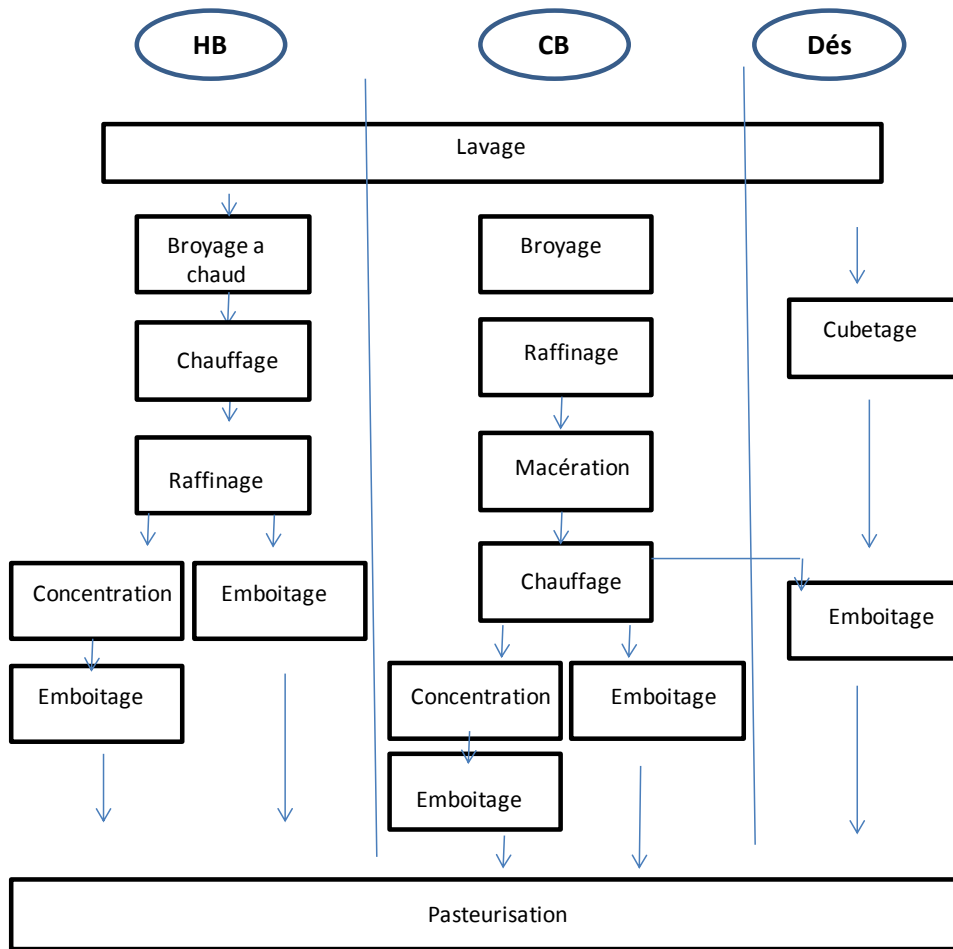 HB
CB
Dés
Lavage
Broyage a
chaud
Broyage
Cubetage
Chauffage
Raffinage
Raffinage
Macération
Concentration
Emboitage
Chauffage
Emboitage
Emboitage
Concentration
Emboitage
Emboitage
Pasteurisation